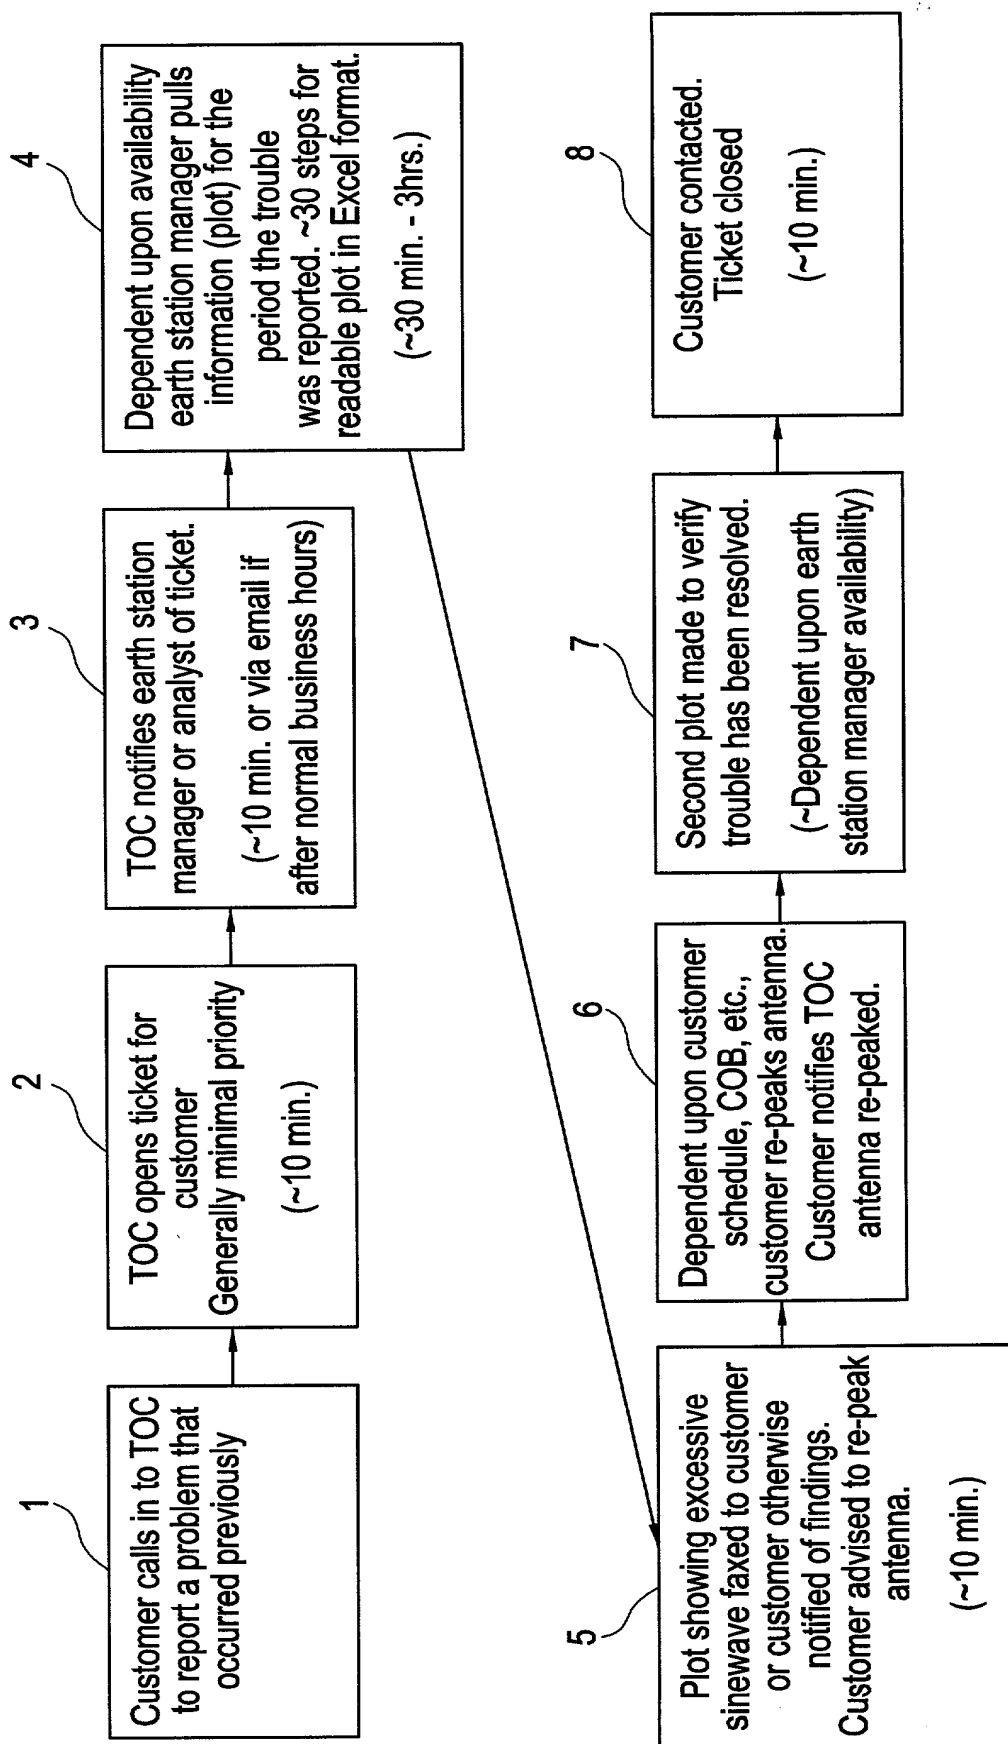 1
Customer calls in to TOC
to report a problem that
occurred previously
2
TOC opens ticket for
customer
Generally minimal priority
(~10 min.)
3
TOC notifies earth station
manager or analyst of ticket.
(~10 min. or via email if
after normal business hours)
4
Dependent upon availability
earth station manager pulls
information (plot) for the
period the trouble
was reported. ~30 steps for
readable plot in Excel format.
(~30 min. - 3hrs.)
5
Plot showing excessive
sinewave faxed to customer
or customer otherwise
notified of findings.
Customer advised to re-peak
antenna.
(~10 min.)
6
Dependent upon customer
schedule, COB, etc.,
customer re-peaks antenna.
Customer notifies TOC
antenna re-peaked.
7
Second plot made to verify
trouble has been resolved.
(~Dependent upon earth
station manager availability)
8
Customer contacted.
Ticket closed
(~10 min.)